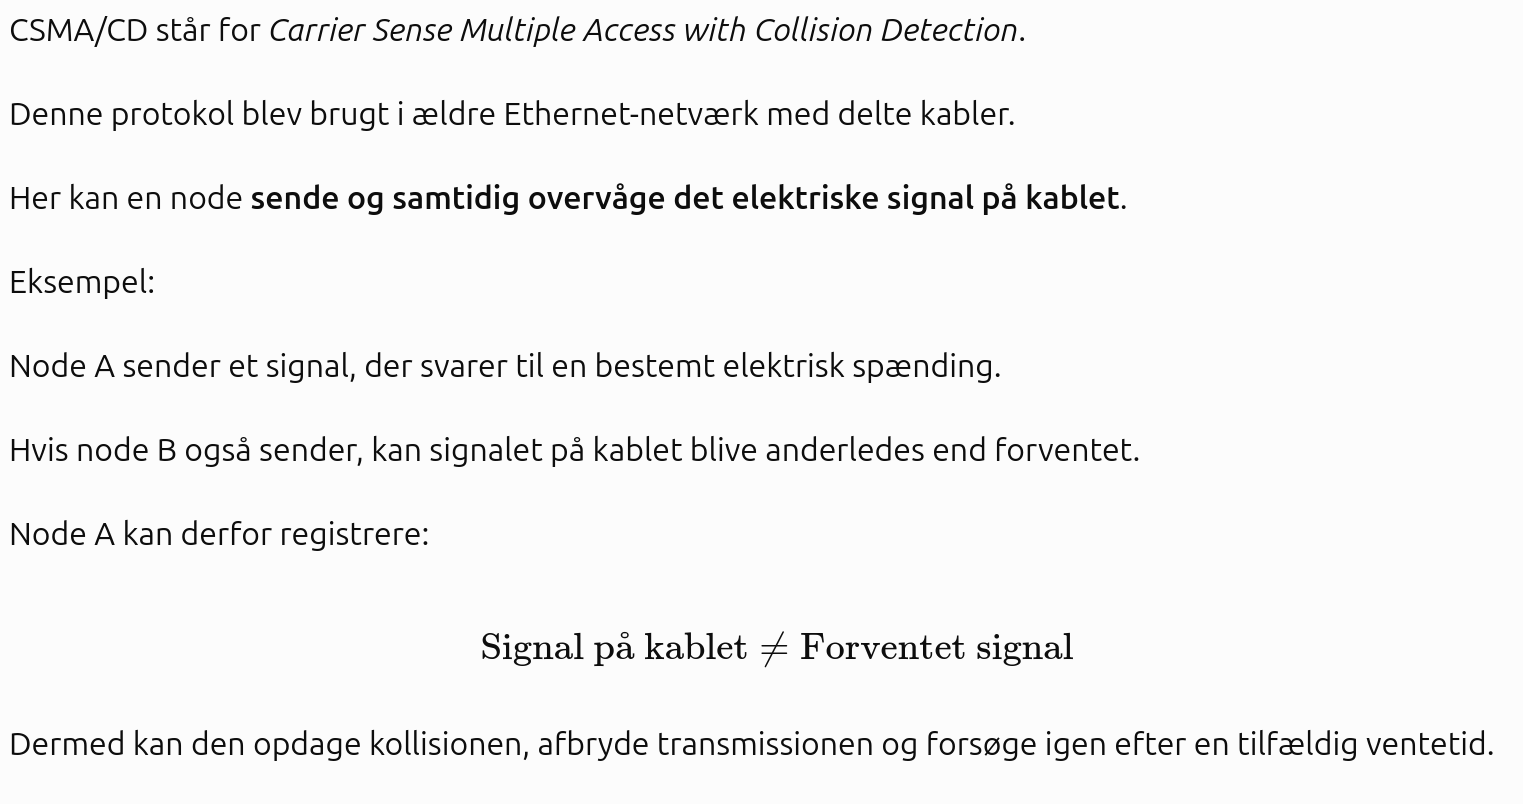 CSMA/CD står for Carrier Sense Multiple Access with Collision Detection.
Denne protokol blev brugt i ældre Ethernet-netværk med delte kabler.
Her kan en node sende og samtidig overvåge det elektriske signal på kablet.
Eksempel:
Node A sender et signal, der svarer til en bestemt elektrisk spænding.
Hvis node B også sender, kan signalet på kablet blive anderledes end forventet.
Node A kan derfor registrere:
Signal på kablet ≠ Forventet signal
Dermed kan den opdage kollisionen, afbryde transmissionen og forsøge igen efter en tilfældig ventetid.